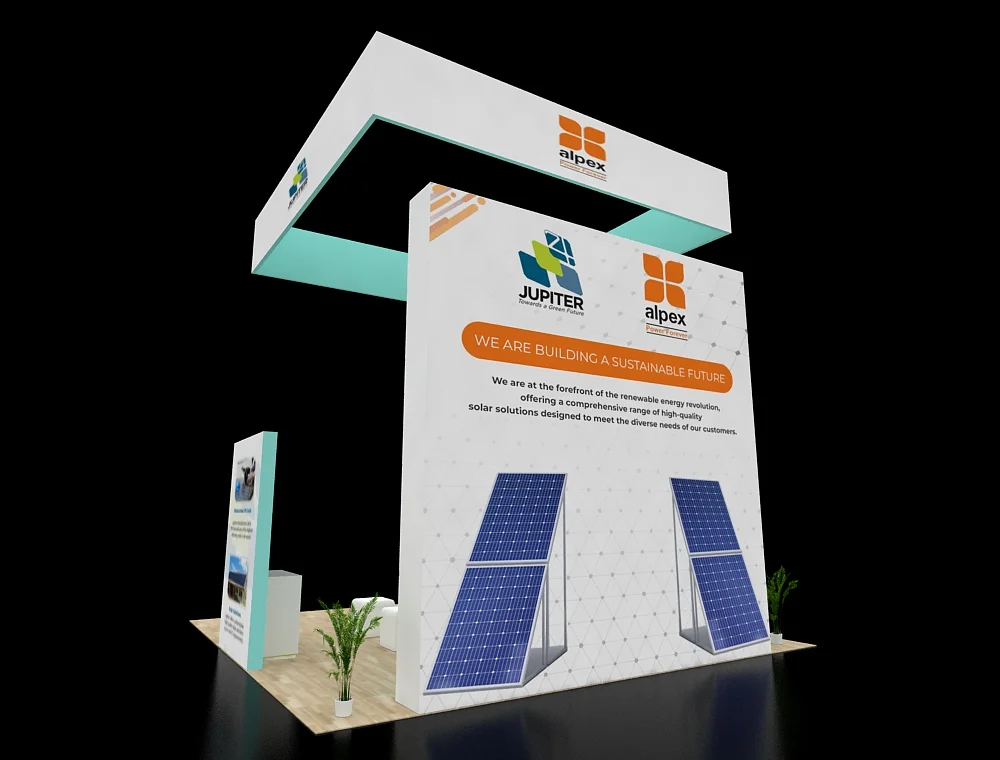 alpex
JUPITER
JUPITER
Towards a Green Future
alpex
Power Forever
WE ARE BUILDING A SUSTAINABLE FUTURE
We are at the forefront of the renewable energy revolution,
offering a comprehensive range of high-quality
solar solutions designed to meet the diverse needs of our customers.